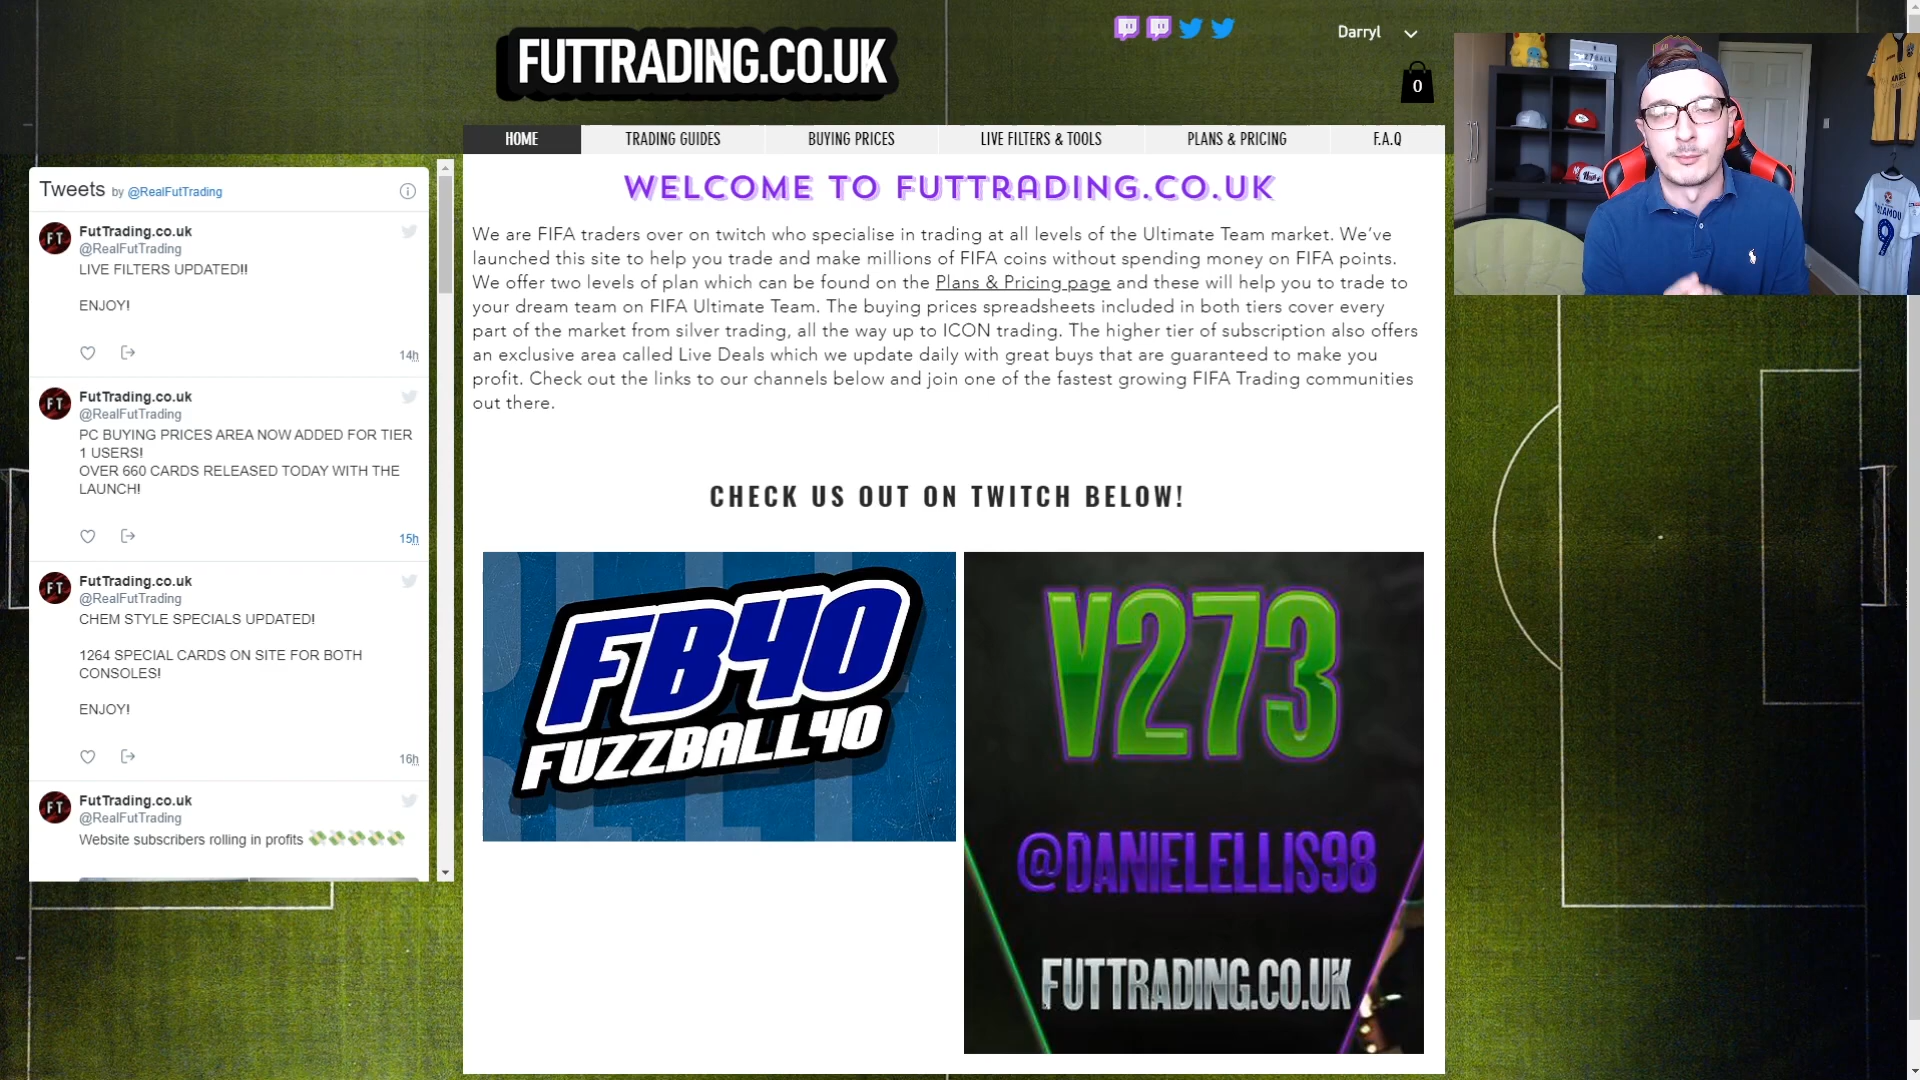 FUTTRADING.CO.UK
Darryl
0
HOME
TRADING GUIDES
BUYING PRICES
LIVE FILTERS & TOOLS
PLANS & PRICING
F.A.Q
Tweets by @RealFutTrading
FutTrading.co.uk
@RealFutTrading
LIVE FILTERS UPDATED!!
ENJOY!
14h
FutTrading.co.uk
@RealFutTrading
PC BUYING PRICES AREA NOW ADDED FOR TIER
1 USERS!
OVER 660 CARDS RELEASED TODAY WITH THE
LAUNCH!
15h
FutTrading.co.uk
@RealFutTrading
CHEM STYLE SPECIALS UPDATED!
1264 SPECIAL CARDS ON SITE FOR BOTH
CONSOLES!
ENJOY!
16h
FutTrading.co.uk
@RealFutTrading
Website subscribers rolling in profits 💸💸💸💸💸
WELCOME TO FUTTRADING.CO.UK
We are FIFA traders over on twitch who specialise in trading at all levels of the Ultimate Team market. We've
launched this site to help you trade and make millions of FIFA coins without spending money on FIFA points.
We offer two levels of plan which can be found on the Plans & Pricing page and these will help you to trade to
your dream team on FIFA Ultimate Team. The buying prices spreadsheets included in both tiers cover every
part of the market from silver trading, all the way up to ICON trading. The higher tier of subscription also offers
an exclusive area called Live Deals which we update daily with great buys that are guaranteed to make you
profit. Check out the links to our channels below and join one of the fastest growing FIFA Trading communities
out there.
CHECK US OUT ON TWITCH BELOW!
FB40
FUZZBALL40
V273
@DANIELELLIS98
FUTTRADING.CO.UK
9